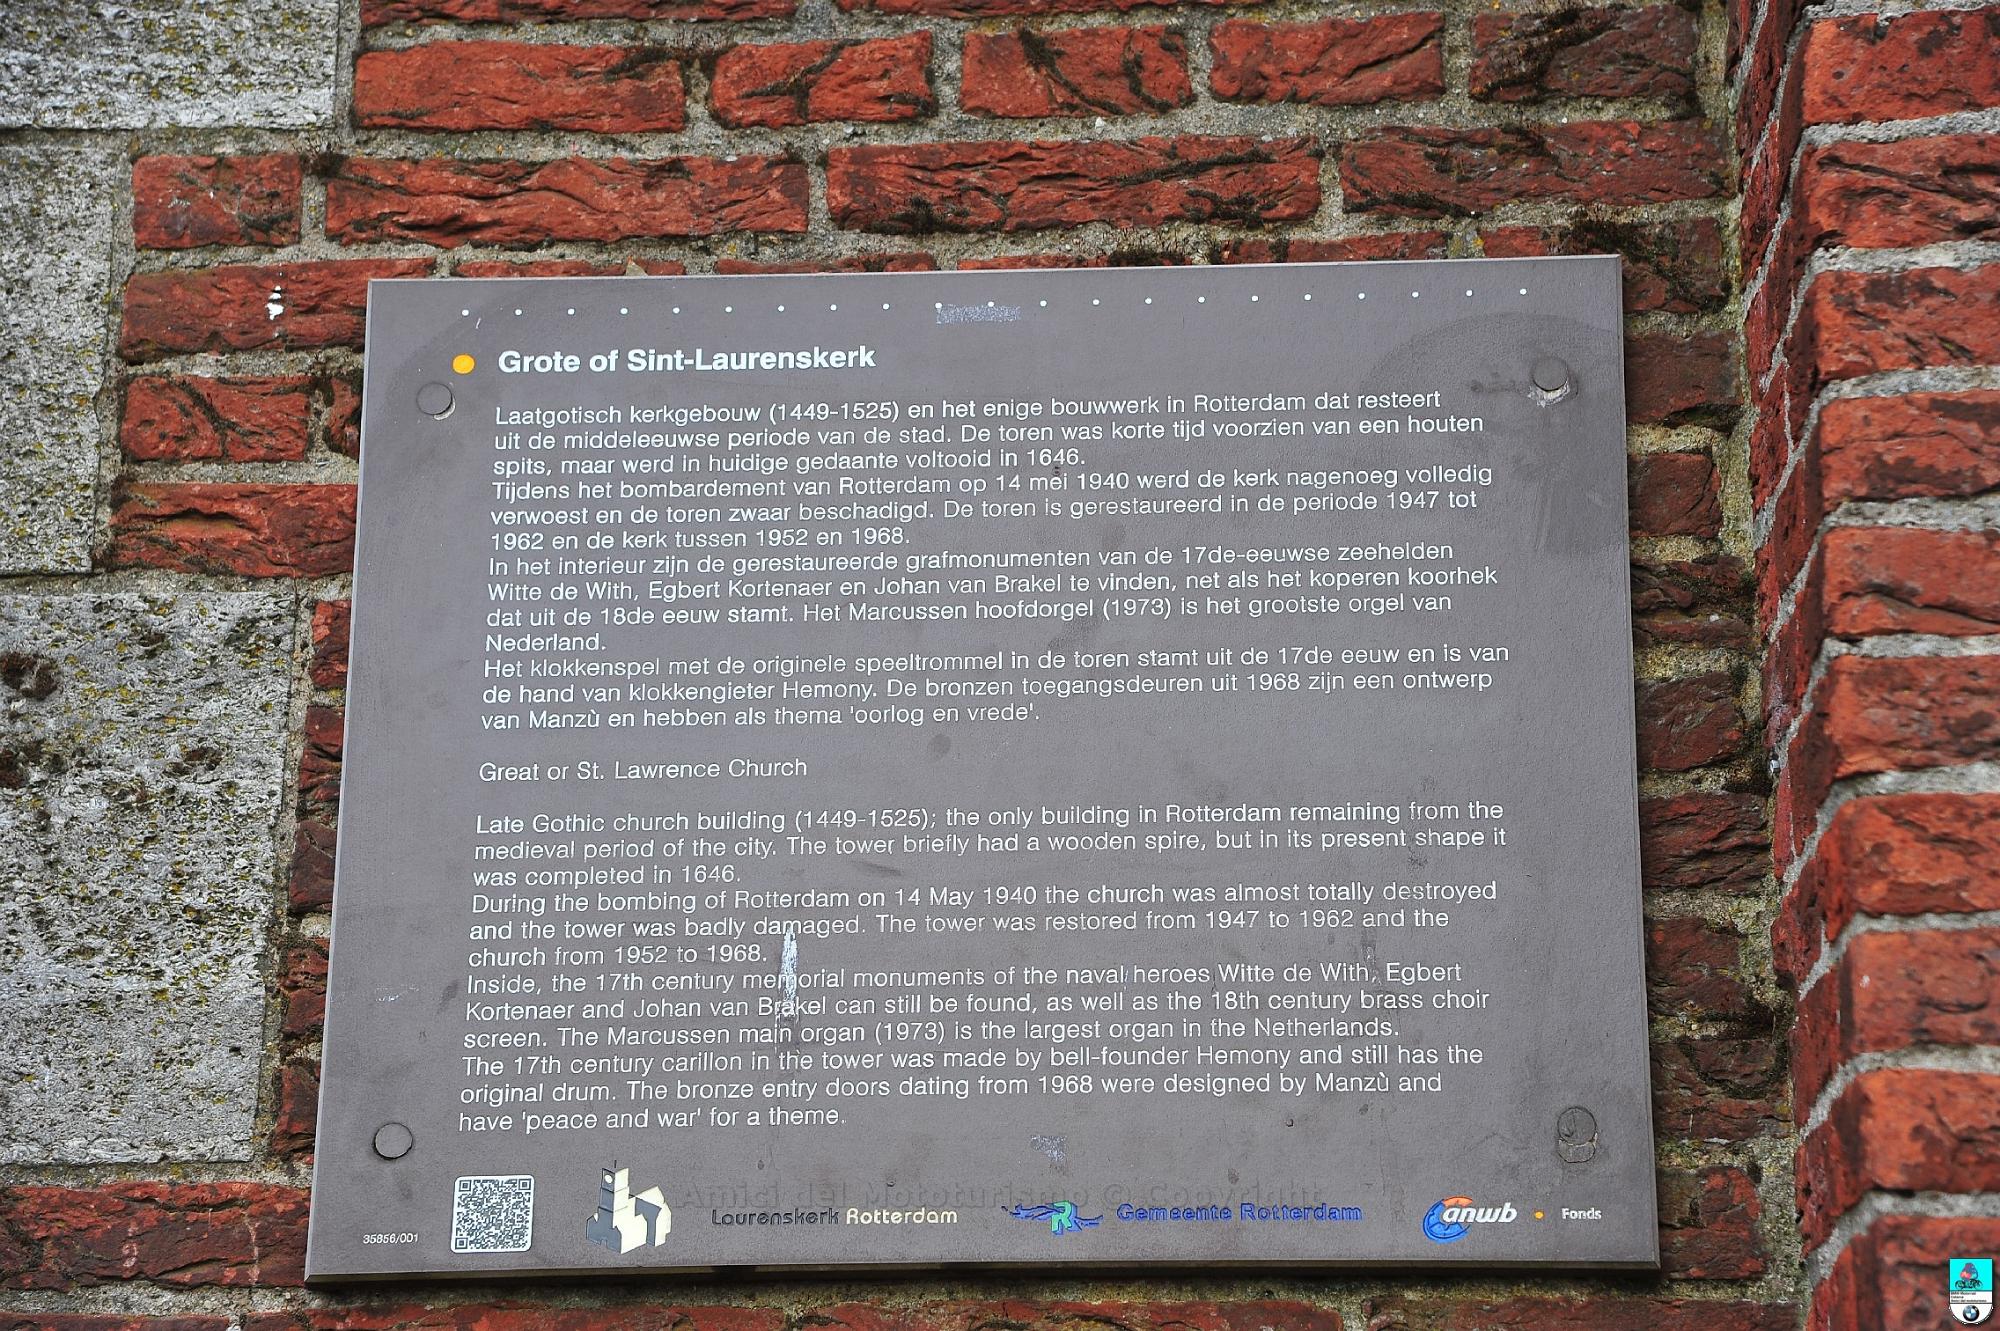 Grote of Sint-Laurenskerk
Laatgotisch kerkgebouw (1449-1525) en het enige bouwwerk in Rotterdam dat resteert
uit de middeleeuwse periode van de stad. De toren was korte tijd voorzien van een houten
spits, maar werd in huidige gedaante voltooid in 1646.
Tijdens het bombardement van Rotterdam op 14 mei 1940 werd de kerk nagenoeg volledig
verwoest en de toren zwaar beschadigd. De toren is gerestaureerd in de periode 1947 tot
1962 en de kerk tussen 1952 en 1968.
In het interieur zijn de gerestaureerde grafmonumenten van de 17de-eeuwse zeehelden
Witte de With, Egbert Kortenaer en Johan van Brakel te vinden, net als het koperen koorhek
dat uit de 18de eeuw stamt. Het Marcussen hoofdorgel (1973) is het grootste orgel van
Nederland.
Het klokkenspel met de originele speeltrommel in de toren stamt uit de 17de eeuw en is van
de hand van klokkengieter Hemony. De bronzen toegangsdeuren uit 1968 zijn een ontwerp
van Manzù en hebben als thema 'oorlog en vrede'.
Great or St. Lawrence Church
Late Gothic church building (1449-1525); the only building in Rotterdam remaining from the
medieval period of the city. The tower briefly had a wooden spire, but in its present shape it
was completed in 1646.
During the bombing of Rotterdam on 14 May 1940 the church was almost totally destroyed
and the tower was badly damaged. The tower was restored from 1947 to 1962 and the
church from 1952 to 1968.
Inside, the 17th century memorial monuments of the naval heroes Witte de With, Egbert
Kortenaer and Johan van Brakel can still be found, as well as the 18th century brass choir
screen. The Marcussen main organ (1973) is the largest organ in the Netherlands.
The 17th century carillon in the tower was made by bell-founder Hemony and still has the
original drum. The bronze entry doors dating from 1968 were designed by Manzù and
have 'peace and war' for a theme.
Amici del Mototurismo © Copyright
35856/001
Laurenskerk Rotterdam
Gemeente Rotterdam
anwb Fonds